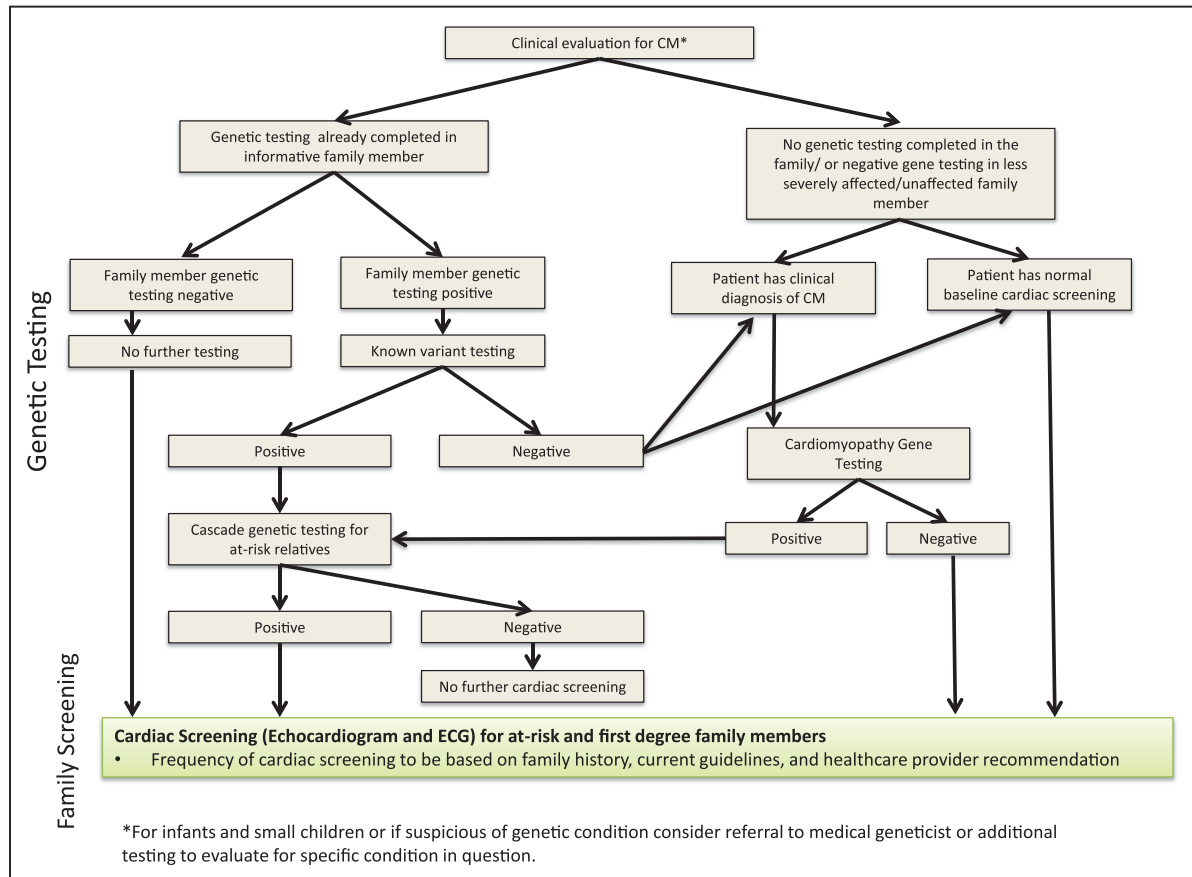 Clinical evaluation for CM*
Genetic testing already completed in
informative family member
No genetic testing completed in the
family/ or negative gene testing in less
severely affected/unaffected family
member
Family member genetic
testing negative
Family member genetic
testing positive
Patient has clinical
diagnosis of CM
Patient has normal
baseline cardiac screening
No further testing
Known variant testing
Positive
Negative
Cardiomyopathy Gene
Testing
Cascade genetic testing for
at-risk relatives
Positive
Negative
Positive
Negative
No further cardiac screening
Genetic Testing
Family Screening
Cardiac Screening (Echocardiogram and ECG) for at-risk and first degree family members
• Frequency of cardiac screening to be based on family history, current guidelines, and healthcare provider recommendation
*For infants and small children or if suspicious of genetic condition consider referral to medical geneticist or additional
testing to evaluate for specific condition in question.